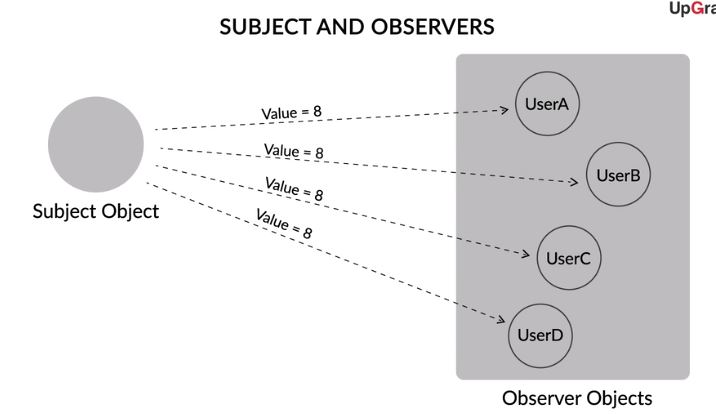 UpGra
SUBJECT AND OBSERVERS
Value = 8
UserA
Value = 8
UserB
Value = 8
Subject Object
Value = 8
UserC
UserD
Observer Objects